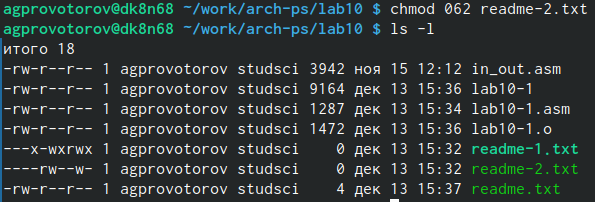 agprovotorov@dk8n68 ~/work/arch-ps/lab10 $ chmod 062 readme-2.txt
agprovotorov@dk8n68 ~/work/arch-ps/lab10 $ ls -l
итого 18
-rw-r--r-- 1 agprovotorov studsci 3942 ноя 15 12:12 in_out.asm
-rw-r--r-- 1 agprovotorov studsci 9164 дек 13 15:36 lab10-1
-rw-r--r-- 1 agprovotorov studsci 1287 дек 13 15:34 lab10-1.asm
-rw-r--r-- 1 agprovotorov studsci 1472 дек 13 15:36 lab10-1.o
---x-wxrwx 1 agprovotorov studsci    0 дек 13 15:32 readme-1.txt
----rw--w- 1 agprovotorov studsci    0 дек 13 15:32 readme-2.txt
-rw-r--r-- 1 agprovotorov studsci    4 дек 13 15:37 readme.txt